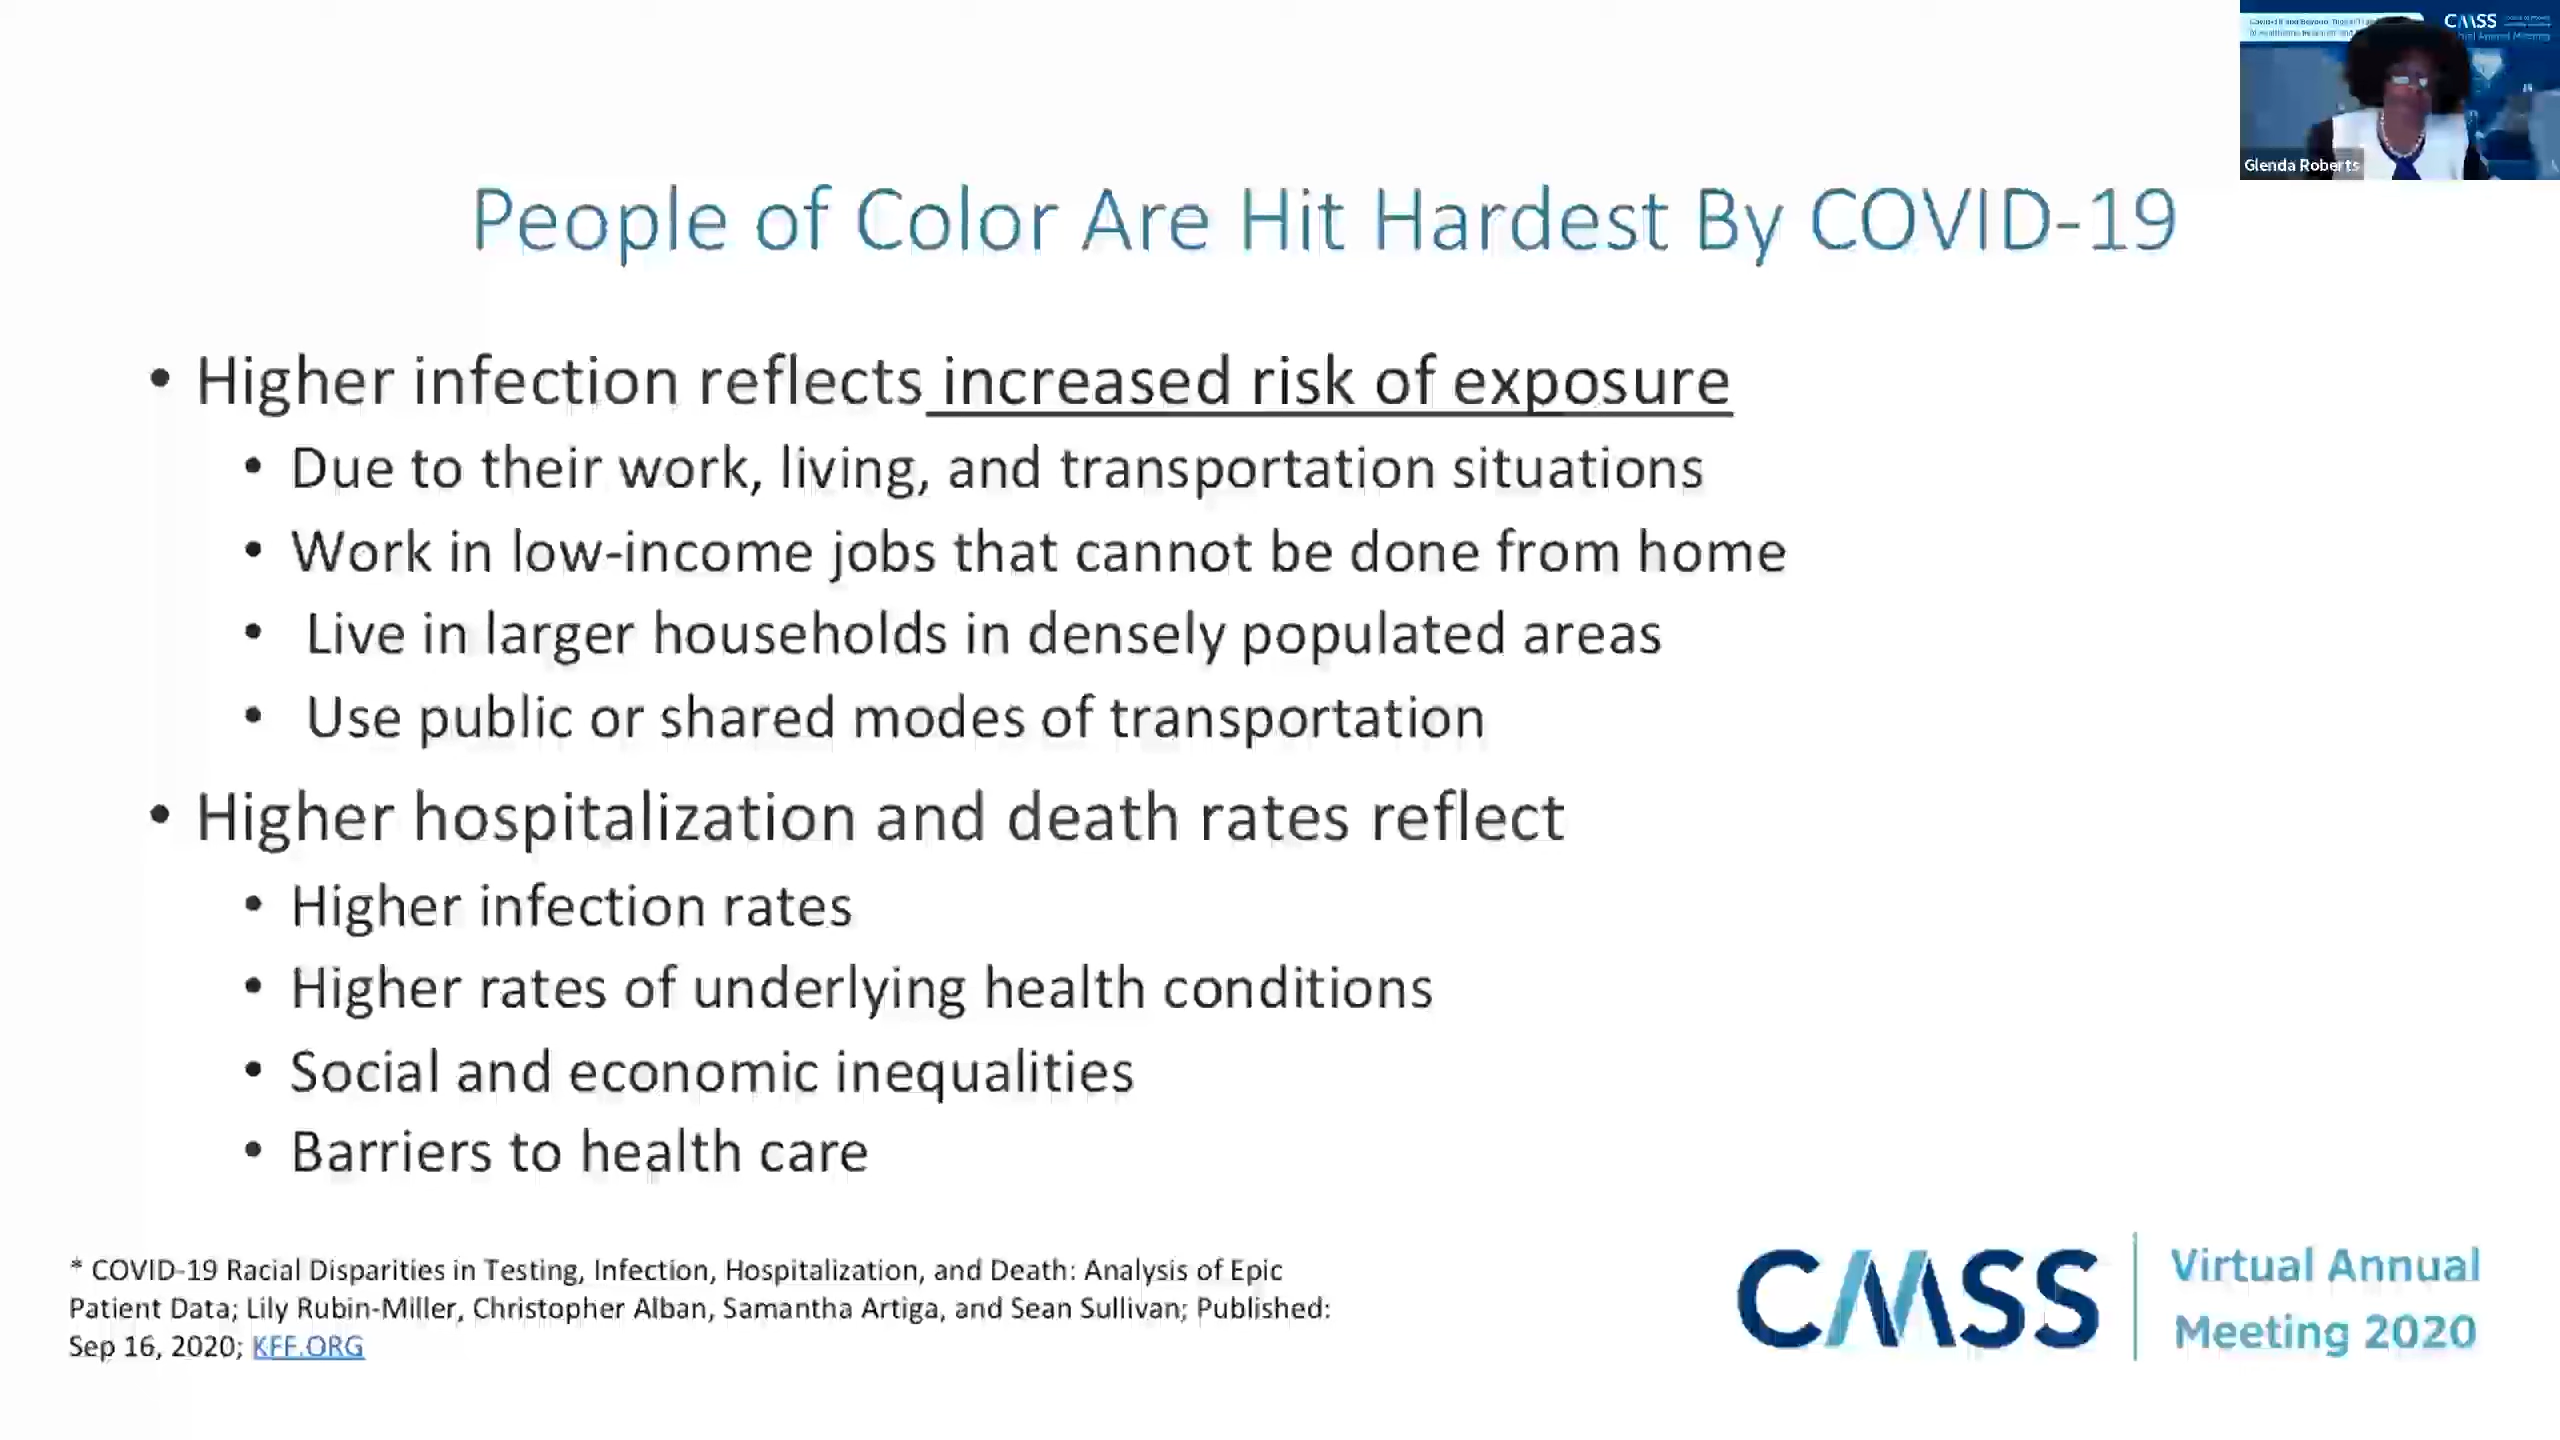 CMSS
Glenda Roberts
People of Color Are Hit Hardest By COVID-19
• Higher infection reflects increased risk of exposure
• Due to their work, living, and transportation situations
• Work in low-income jobs that cannot be done from home
• Live in larger households in densely populated areas
• Use public or shared modes of transportation
• Higher hospitalization and death rates reflect
• Higher infection rates
• Higher rates of underlying health conditions
• Social and economic inequalities
• Barriers to health care
* COVID-19 Racial Disparities in Testing, Infection, Hospitalization, and Death: Analysis of Epic
Patient Data; Lily Rubin-Miller, Christopher Alban, Samantha Artiga, and Sean Sullivan; Published:
Sep 16, 2020; KFF.ORG
CMSS
Virtual Annual
Meeting 2020